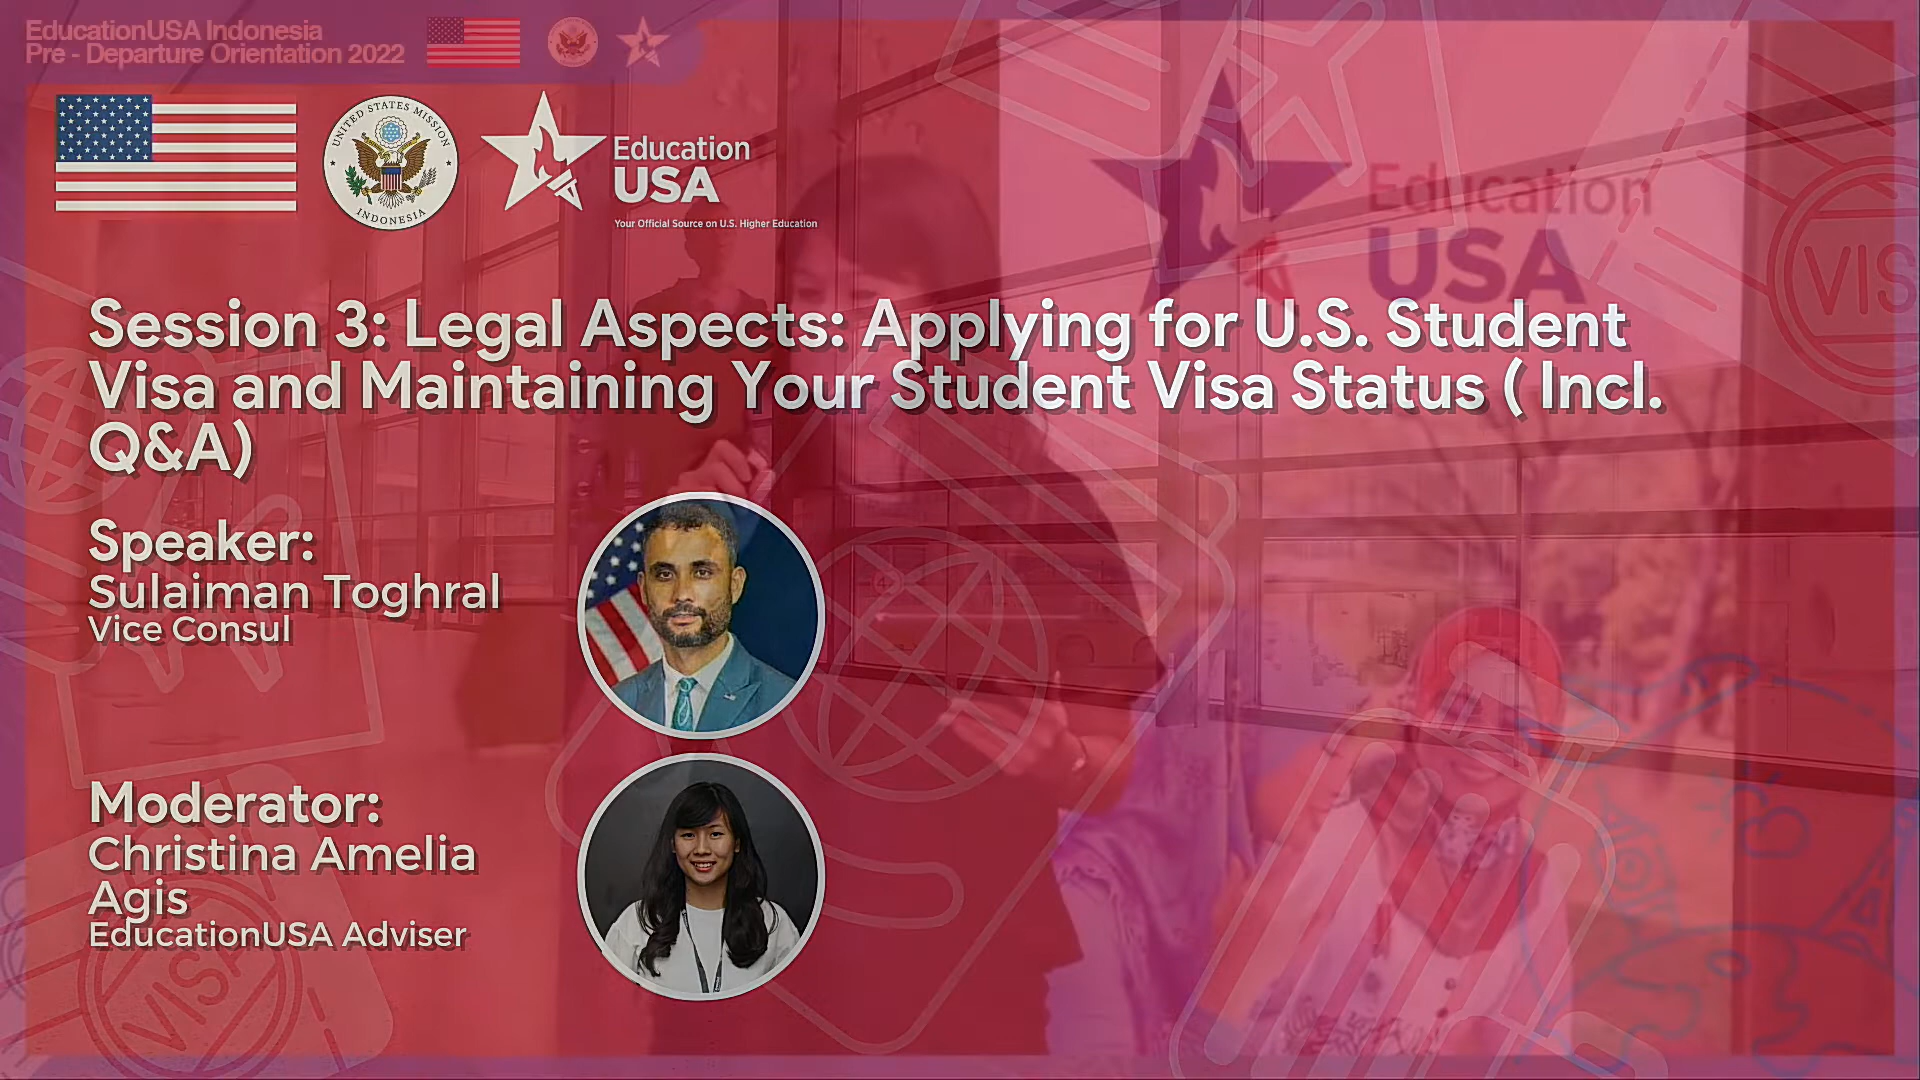 EducationUSA Indonesia
Pre - Departure Orientation 2022
UNITED STATES MISSION
INDONESIA
Education
USA
Your Official Source on U.S. Higher Education
Education
USA
VIS
Session 3: Legal Aspects: Applying for U.S. Student
Visa and Maintaining Your Student Visa Status ( Incl.
Q&A)
Speaker:
Sulaiman Toghral
Vice Consul
Moderator:
Christina Amelia
Agis
EducationUSA Adviser
VISA